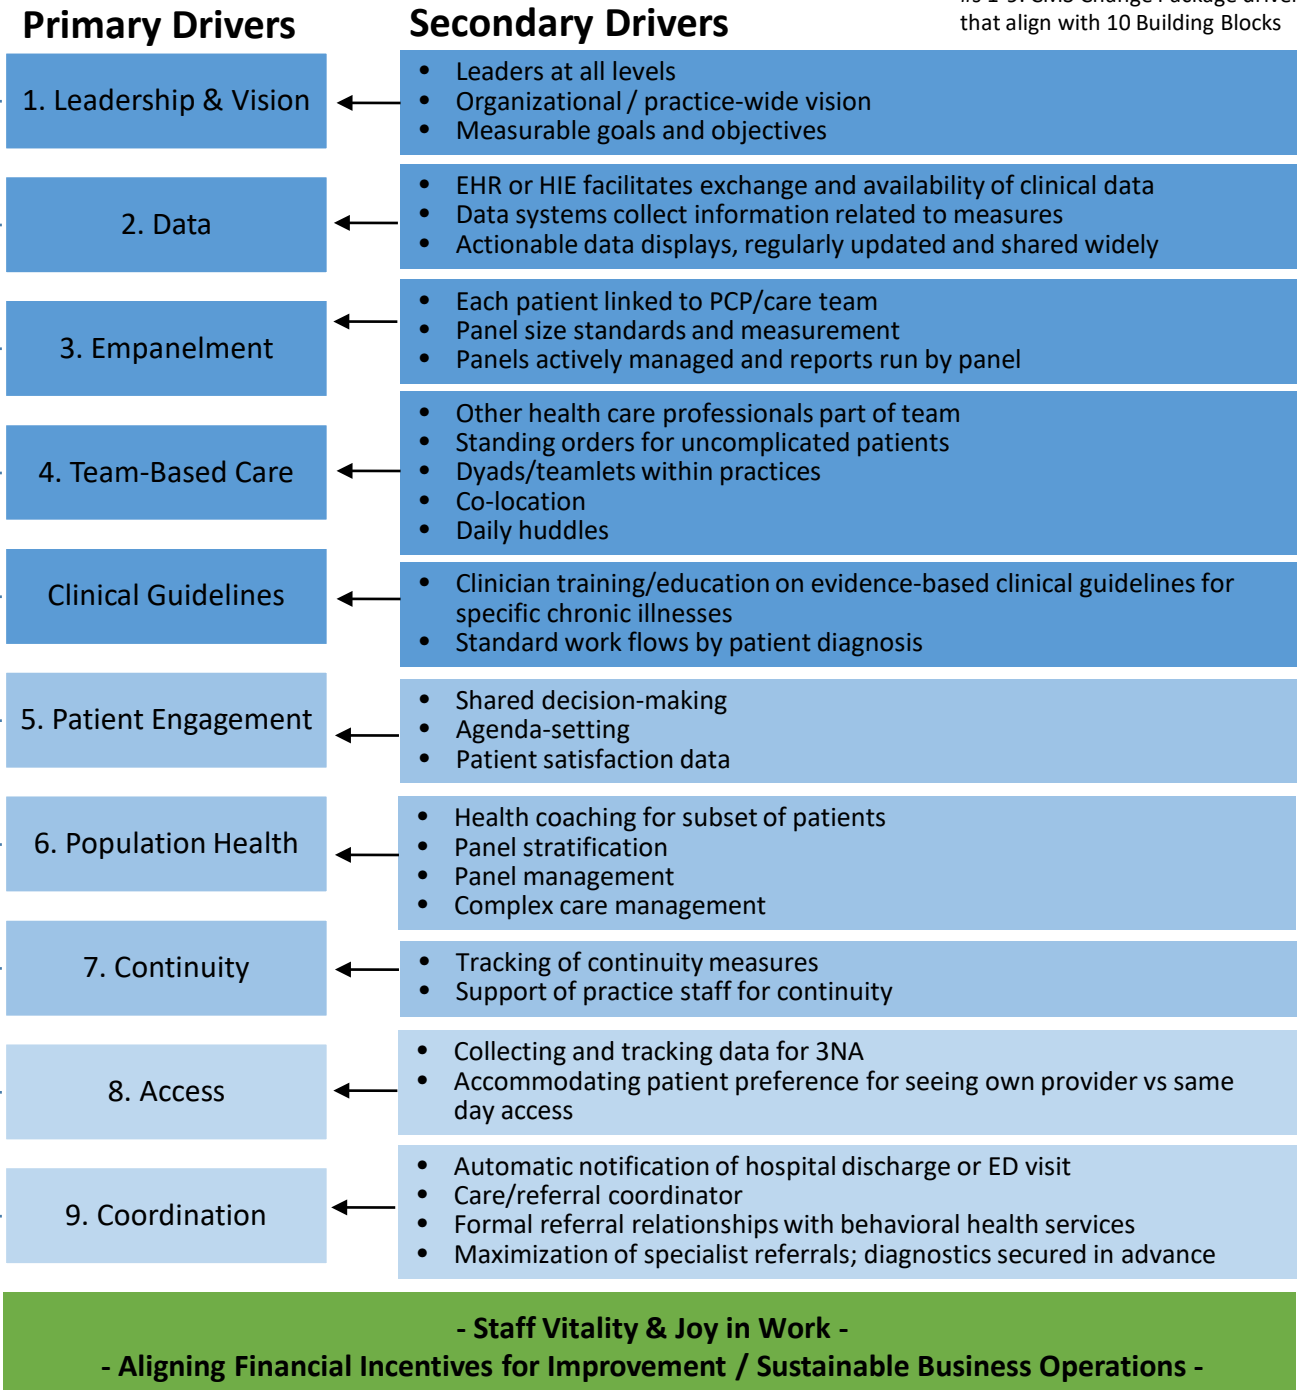 Primary Drivers
Secondary Drivers
that align with 10 Building Blocks
1. Leadership & Vision
• Leaders at all levels
• Organizational / practice-wide vision
• Measurable goals and objectives
2. Data
• EHR or HIE facilitates exchange and availability of clinical data
• Data systems collect information related to measures
• Actionable data displays, regularly updated and shared widely
3. Empanelment
• Each patient linked to PCP/care team
• Panel size standards and measurement
• Panels actively managed and reports run by panel
4. Team-Based Care
• Other health care professionals part of team
• Standing orders for uncomplicated patients
• Dyads/teamlets within practices
• Co-location
• Daily huddles
Clinical Guidelines
• Clinician training/education on evidence-based clinical guidelines for
specific chronic illnesses
• Standard work flows by patient diagnosis
5. Patient Engagement
• Shared decision-making
• Agenda-setting
• Patient satisfaction data
6. Population Health
• Health coaching for subset of patients
• Panel stratification
• Panel management
• Complex care management
7. Continuity
• Tracking of continuity measures
• Support of practice staff for continuity
8. Access
• Collecting and tracking data for 3NA
• Accommodating patient preference for seeing own provider vs same
day access
9. Coordination
• Automatic notification of hospital discharge or ED visit
• Care/referral coordinator
• Formal referral relationships with behavioral health services
• Maximization of specialist referrals; diagnostics secured in advance
- Staff Vitality & Joy in Work -
- Aligning Financial Incentives for Improvement / Sustainable Business Operations -